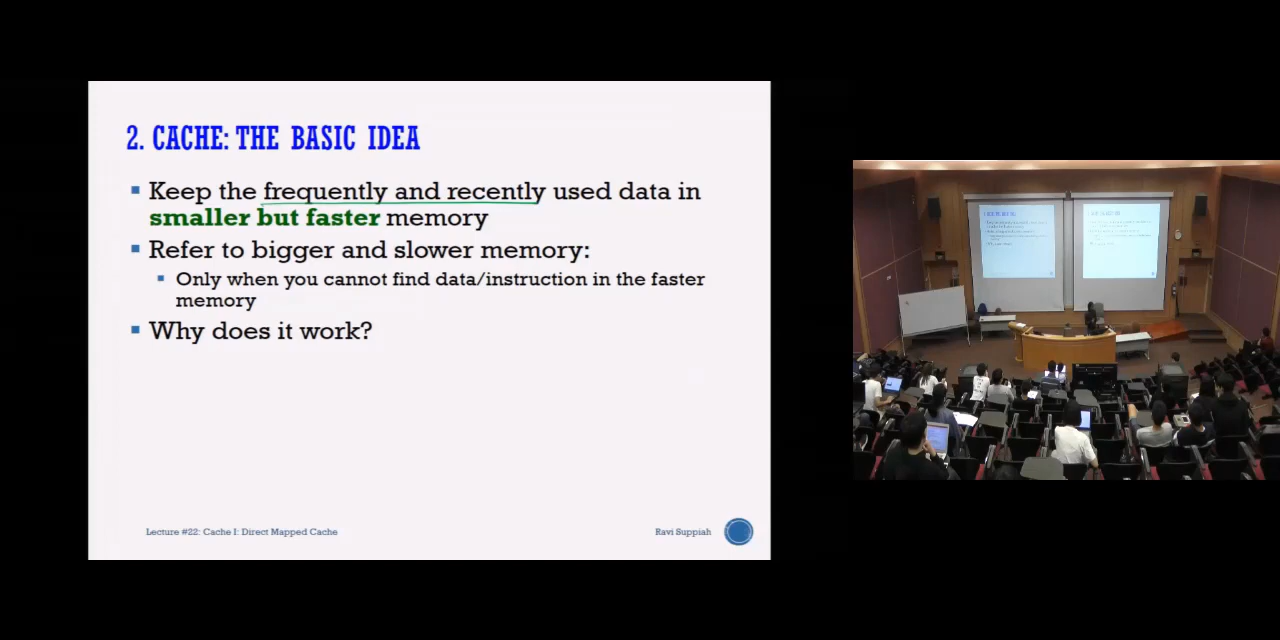 2. CACHE: THE BASIC IDEA
Keep the frequently and recently used data in
smaller but faster memory
Refer to bigger and slower memory:
Only when you cannot find data/instruction in the faster
memory
Why does it work?
Lecture #22: Cache I: Direct Mapped Cache
Ravi Suppiah